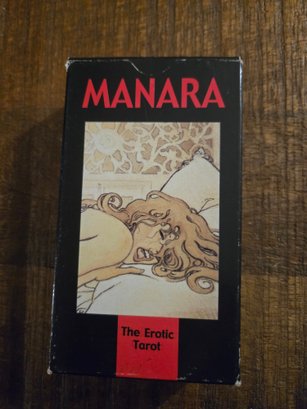 MANARA
The Erotic
Tarot